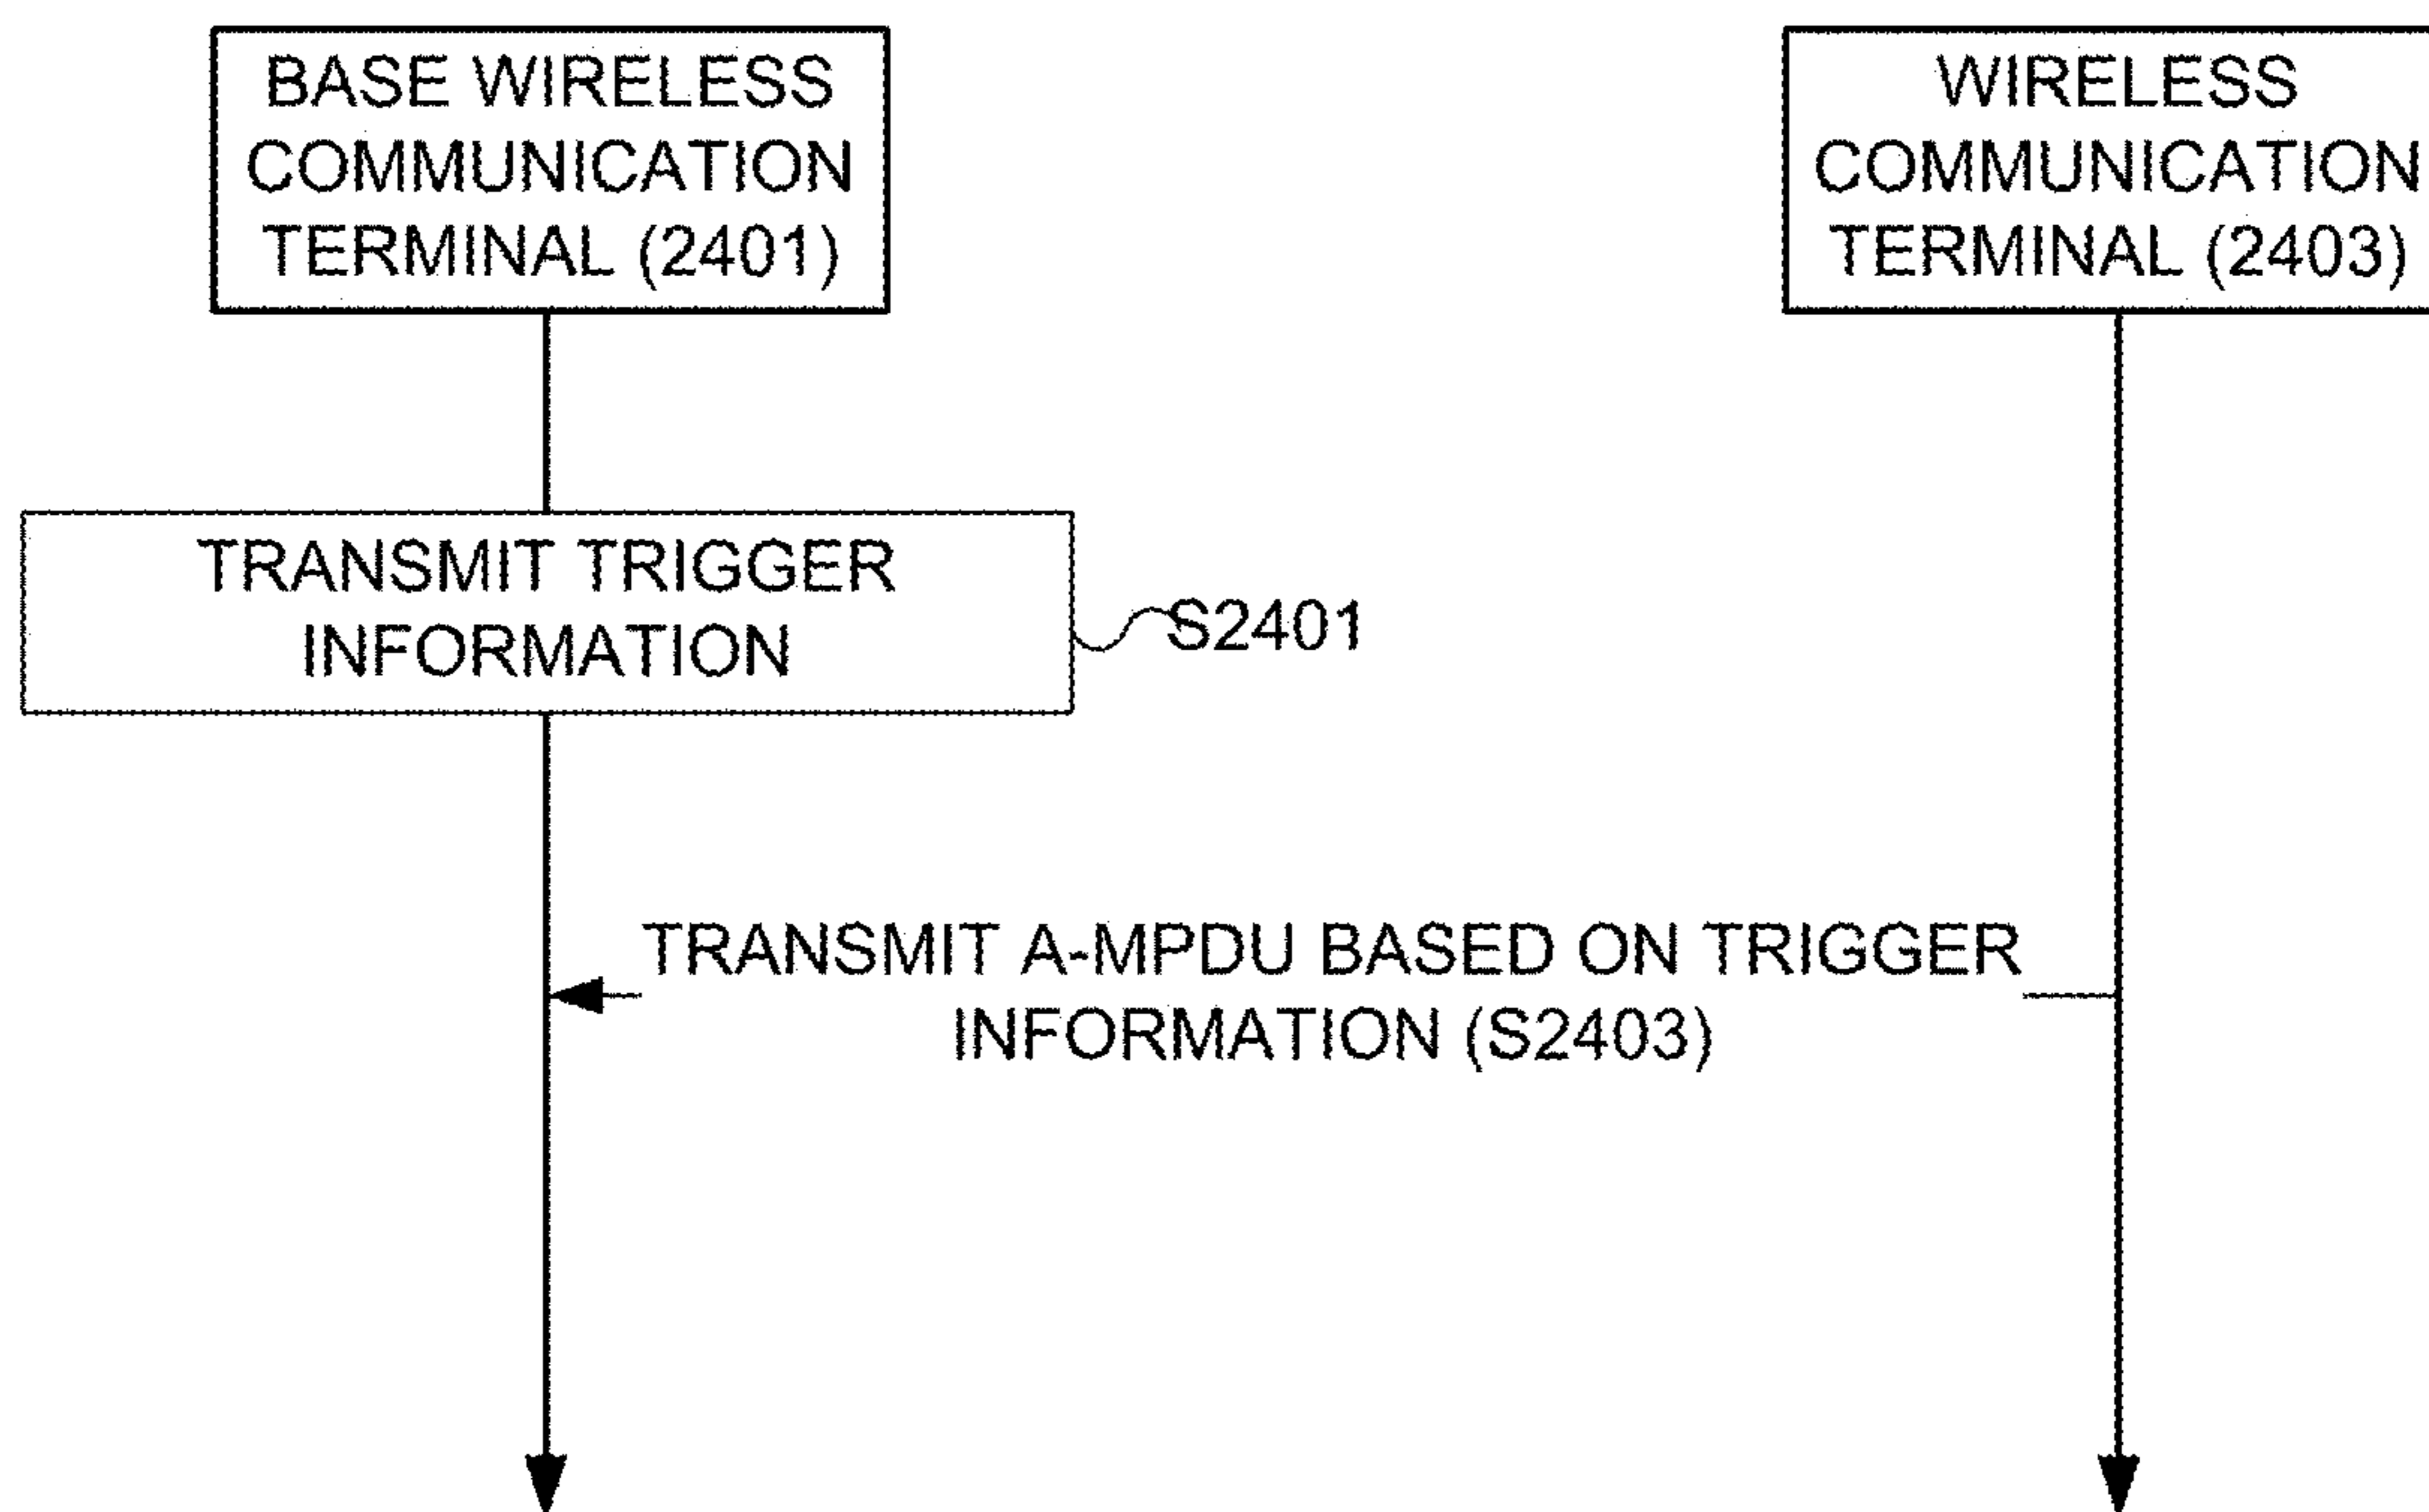 BASE WIRELESS
COMMUNICATION
TERMINAL (2401)
WIRELESS
COMMUNICATION
TERMINAL (2403)
TRANSMIT TRIGGER
INFORMATION
S2401
TRANSMIT A-MPDU BASED ON TRIGGER
INFORMATION (S2403)